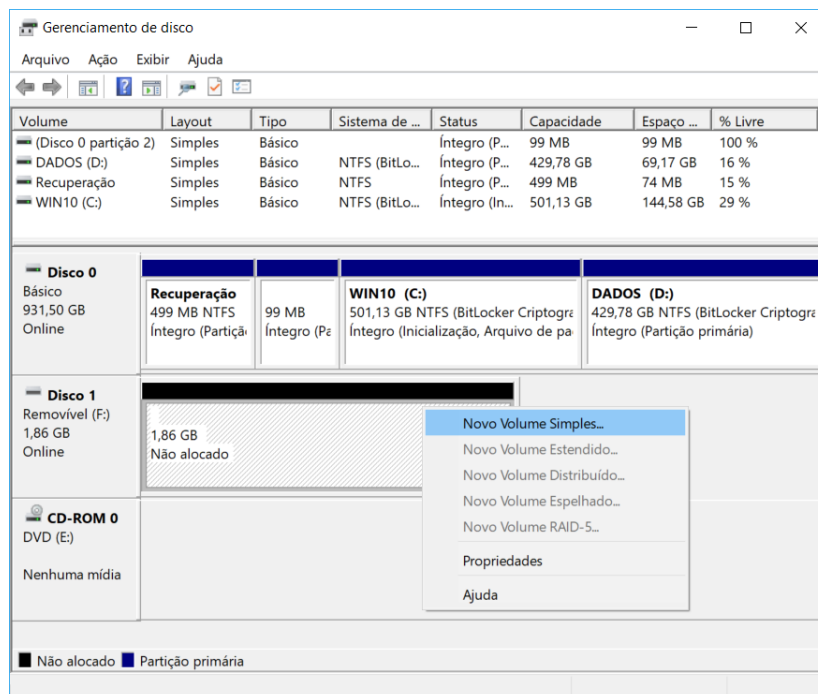 Gerenciamento de disco
Arquivo Ação Exibir Ajuda
Volume Layout Tipo Sistema de ... Status Capacidade Espaço ... % Livre
(Disco 0 partição 2) Simples Básico Íntegro (P... 99 MB 99 MB 100 %
DADOS (D:) Simples Básico NTFS (BitLo... Íntegro (P... 429,78 GB 69,17 GB 16 %
Recuperação Simples Básico NTFS Íntegro (P... 499 MB 74 MB 15 %
WIN10 (C:) Simples Básico NTFS (BitLo... Íntegro (In... 501,13 GB 144,58 GB 29 %
Disco 0
Básico
931,50 GB
Online
Recuperação
499 MB NTFS
Íntegro (Partiçã
99 MB
Íntegro (Pa
WIN10 (C:)
501,13 GB NTFS (BitLocker Criptogra
Íntegro (Inicialização, Arquivo de pa
DADOS (D:)
429,78 GB NTFS (BitLocker Criptogra
Íntegro (Partição primária)
Disco 1
Removível (F:)
1,86 GB
Online
1,86 GB
Não alocado
Novo Volume Simples...
Novo Volume Estendido...
Novo Volume Distribuído...
Novo Volume Espelhado...
Novo Volume RAID-5...
Propriedades
Ajuda
CD-ROM 0
DVD (E:)
Nenhuma mídia
Não alocado Partição primária